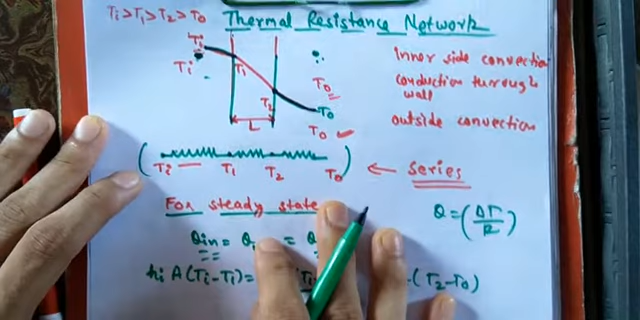 Ti > T1 > T2 > To
Thermal Resistance Network
Ti
Ti
T1
T2
To
To
To
L
inner side convection
conduction through
wall
outside convection
Ti T1 T2 To
series
For steady state
Q = (ΔT/R)
Qin =
=
hi A (Ti - T1) =
(T2 - To)